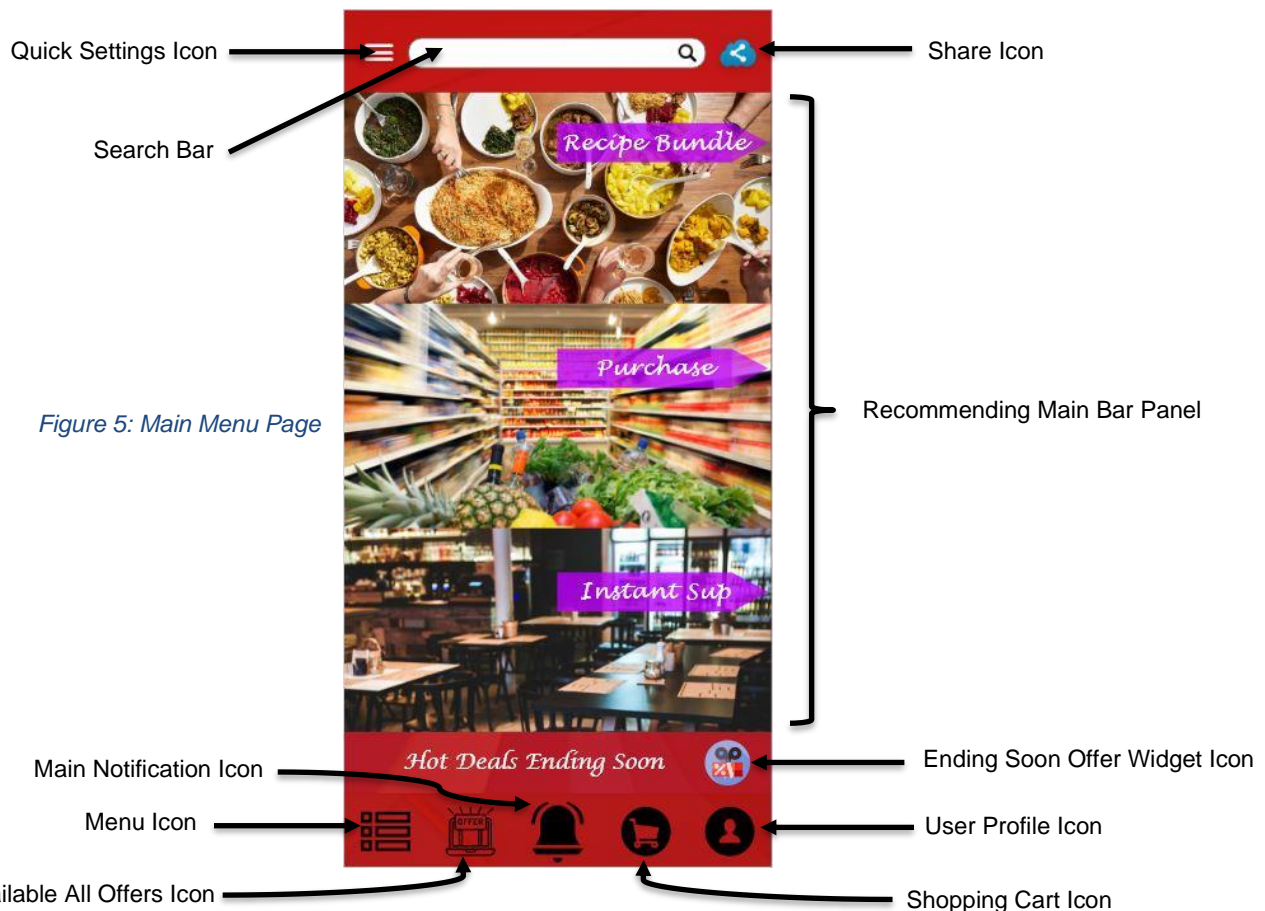 Quick Settings Icon
Share Icon
Search Bar
Recipe Bundle
Purchase
Figure 5: Main Menu Page
Recommending Main Bar Panel
Instant Sup
Hot Deals Ending Soon
Main Notification Icon
Ending Soon Offer Widget Icon
OFFER
Menu Icon
User Profile Icon
ilable All Offers Icon
Shopping Cart Icon